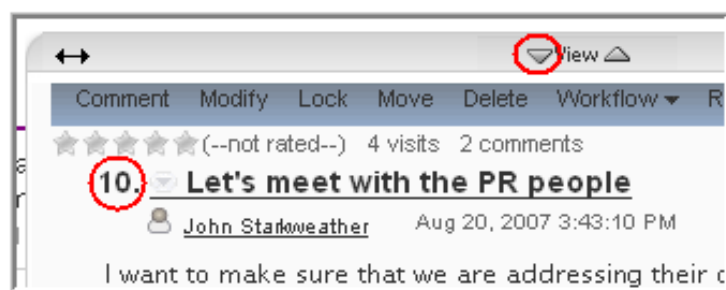 View
Comment Modify Lock Move Delete Workflow R
(--not rated--) 4 visits 2 comments
10. Let's meet with the PR people
John Starkweather Aug 20, 2007 3:43:10 PM
I want to make sure that we are addressing their